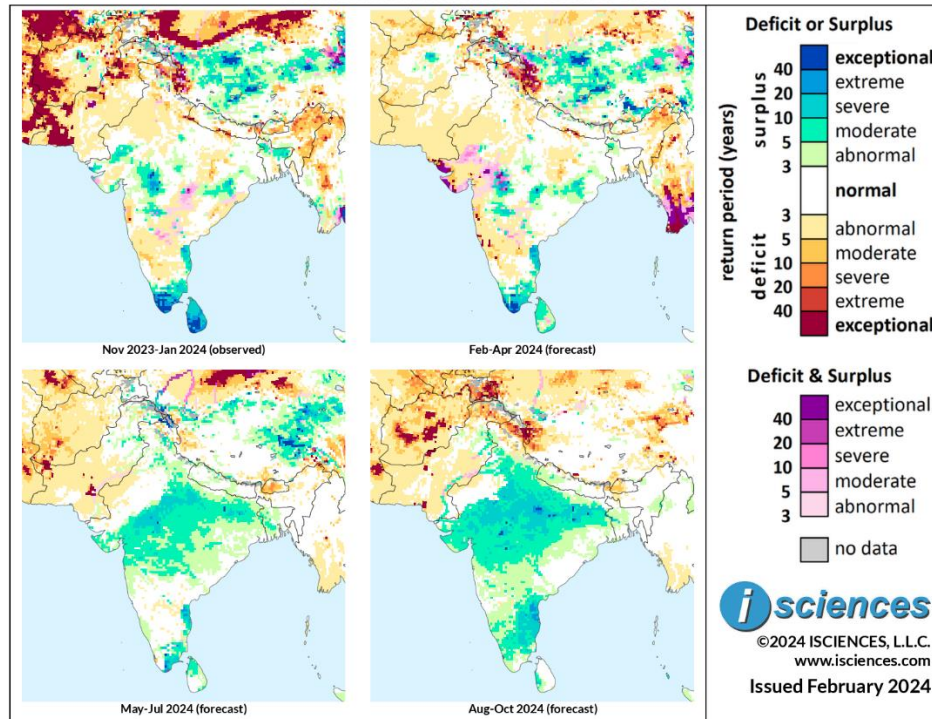 Nov 2023-Jan 2024 (observed)
Feb-Apr 2024 (forecast)
May-Jul 2024 (forecast)
Aug-Oct 2024 (forecast)
Deficit or Surplus
return period (years)
surplus
deficit
exceptional
40
extreme
20
severe
10
moderate
5
abnormal
3
normal
3
abnormal
5
moderate
10
severe
20
extreme
40
exceptional
Deficit & Surplus
exceptional
40
extreme
20
severe
10
moderate
5
abnormal
3
no data
i sciences
©2024 ISCIENCES, L.L.C.
www.isciences.com
Issued February 2024